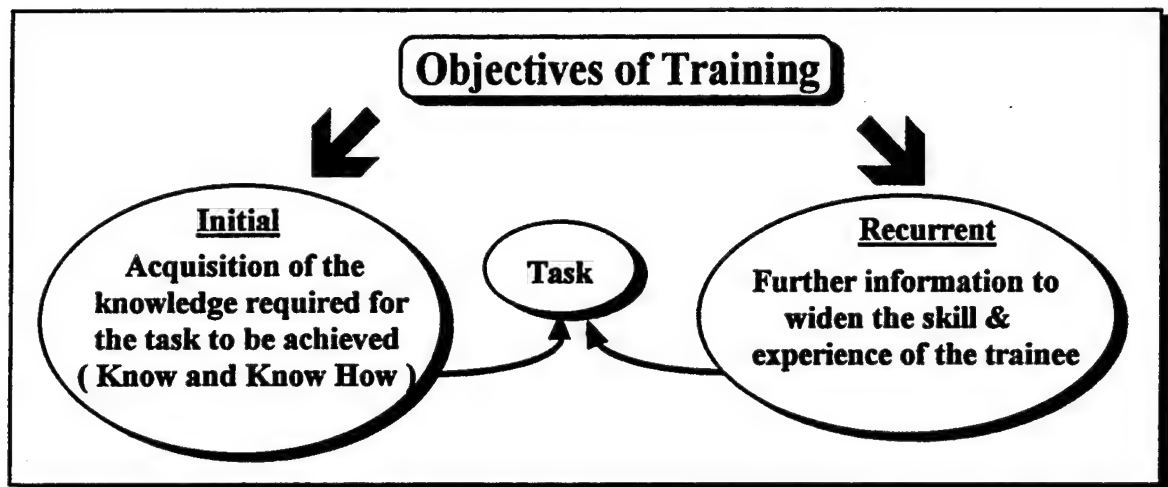 Objectives of Training
Initial
Acquisition of the
knowledge required for
the task to be achieved
( Know and Know How )
Task
Recurrent
Further information to
widen the skill &
experience of the trainee